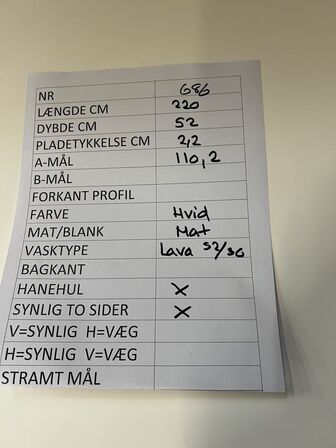 NR 686
LÆNGDE CM 220
DYBDE CM 52
PLADETYKKELSE CM 2,2
A-MÅL 110,2
B-MÅL
FORKANT PROFIL
FARVE Hvid
MAT/BLANK Mat
VASKTYPE Lava 52/36
BAGKANT
HANEHUL X
SYNLIG TO SIDER X
V=SYNLIG H=VÆG
H=SYNLIG V=VÆG
STRAMT MÅL